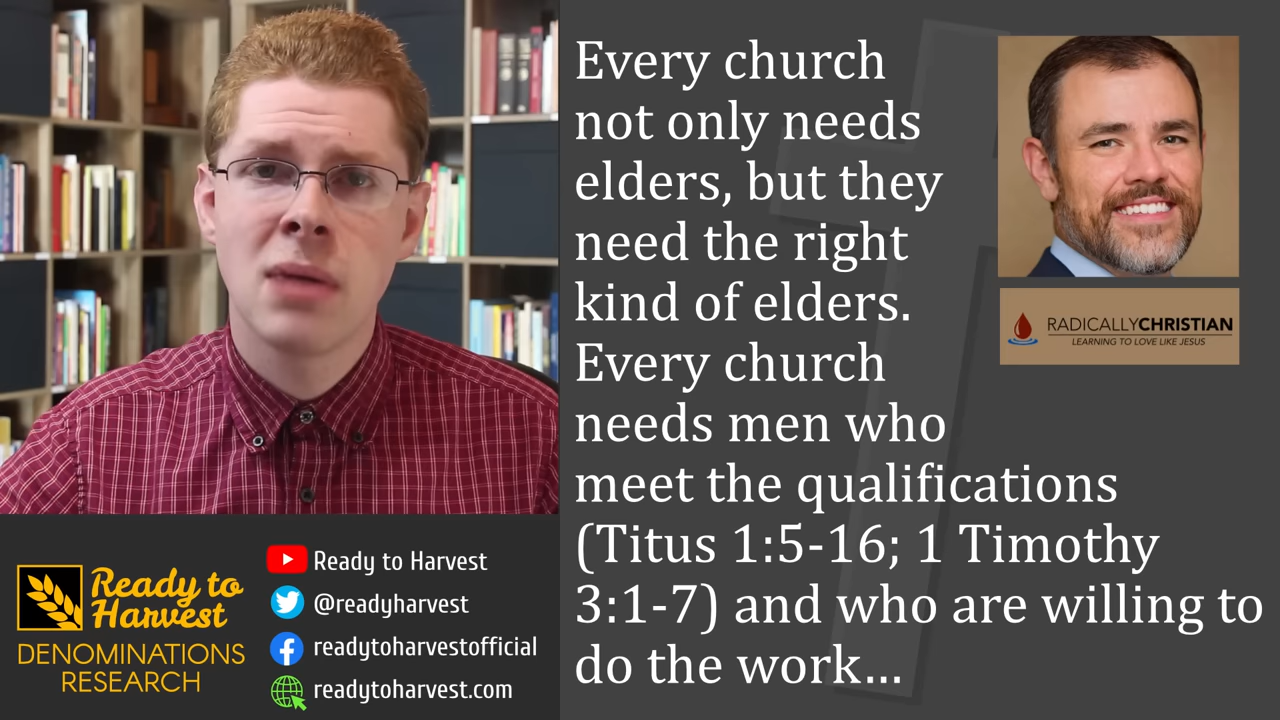 Every church
not only needs
elders, but they
need the right
kind of elders.
Every church
needs men who
meet the qualifications
(Titus 1:5-16; 1 Timothy
3:1-7) and who are willing to
do the work...
RADICALLYCHRISTIAN
LEARNING TO LOVE LIKE JESUS
Ready to
Harvest
DENOMINATIONS
RESEARCH
Ready to Harvest
@readyharvest
readytoharvestofficial
readytoharvest.com